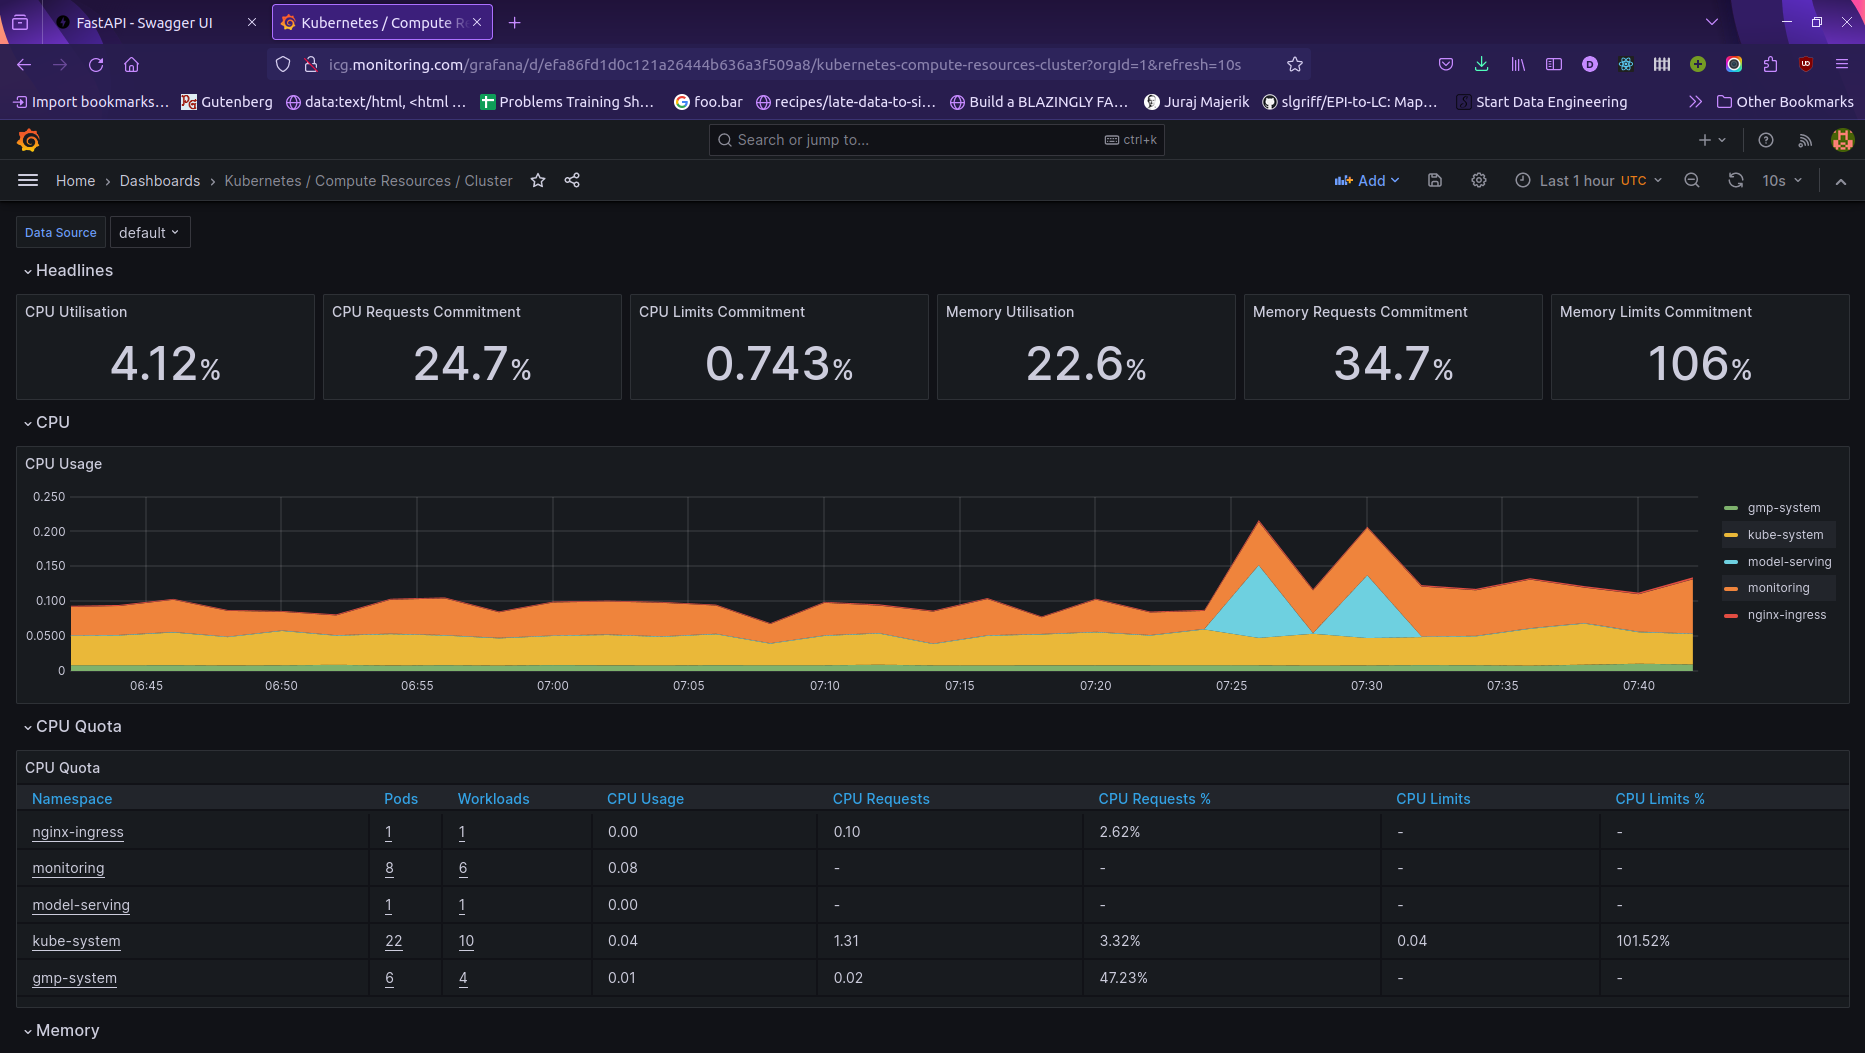 FastAPI - Swagger UI
Kubernetes / Compute R
icg.monitoring.com/grafana/d/efa86fd1d0c121a26444b636a3f509a8/kubernetes-compute-resources-cluster?orgId=1&refresh=10s
Import bookmarks... Gutenberg data:text/html, <html ... Problems Training Sh... foo.bar recipes/late-data-to-si... Build a BLAZINGLY FA... Juraj Majerik slgriff/EPI-to-LC: Map... Start Data Engineering Other Bookmarks
Search or jump to... ctrl+k
Home › Dashboards › Kubernetes / Compute Resources / Cluster Add Last 1 hour UTC 10s
Data Source default
Headlines
CPU Utilisation CPU Requests Commitment CPU Limits Commitment Memory Utilisation Memory Requests Commitment Memory Limits Commitment
4.12% 24.7% 0.743% 22.6% 34.7% 106%
CPU
CPU Usage
0.250
0.200
0.150
0.100
0.0500
0
06:45 06:50 06:55 07:00 07:05 07:10 07:15 07:20 07:25 07:30 07:35 07:40
gmp-system
kube-system
model-serving
monitoring
nginx-ingress
CPU Quota
CPU Quota
Namespace Pods Workloads CPU Usage CPU Requests CPU Requests % CPU Limits CPU Limits %
nginx-ingress 1 1 0.00 0.10 2.62% - -
monitoring 8 6 0.08 - - - -
model-serving 1 1 0.00 - - - -
kube-system 22 10 0.04 1.31 3.32% 0.04 101.52%
gmp-system 6 4 0.01 0.02 47.23% - -
Memory